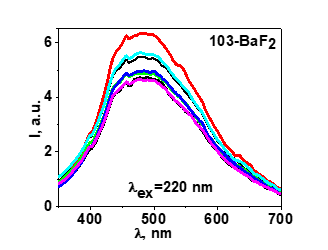 103-BaF2
6
4
2
0
I, a.u.
λex=220 nm
400 500 600 700
λ, nm